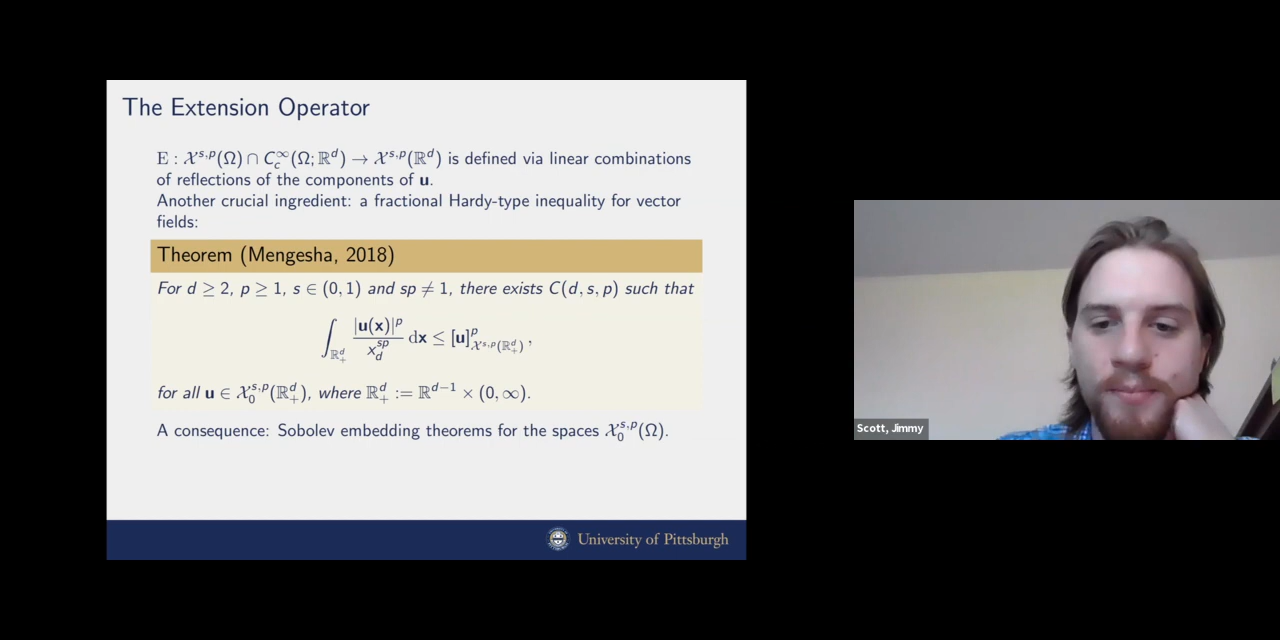 The Extension Operator
E : 𝒳^{s,p}(Ω) ∩ C_c^∞(Ω; ℝ^d) → 𝒳^{s,p}(ℝ^d) is defined via linear combinations
of reflections of the components of u.
Another crucial ingredient: a fractional Hardy-type inequality for vector
fields:
Theorem (Mengesha, 2018)
For d ≥ 2, p ≥ 1, s ∈ (0, 1) and sp ≠ 1, there exists C(d, s, p) such that
∫_{ℝ^d_+} |u(x)|^p / x_d^{sp} dx ≤ [u]^p_{𝒳^{s,p}(ℝ^d_+)} ,
for all u ∈ 𝒳_0^{s,p}(ℝ^d_+), where ℝ^d_+ := ℝ^{d−1} × (0, ∞).
A consequence: Sobolev embedding theorems for the spaces 𝒳_0^{s,p}(Ω).
University of Pittsburgh
Scott, Jimmy